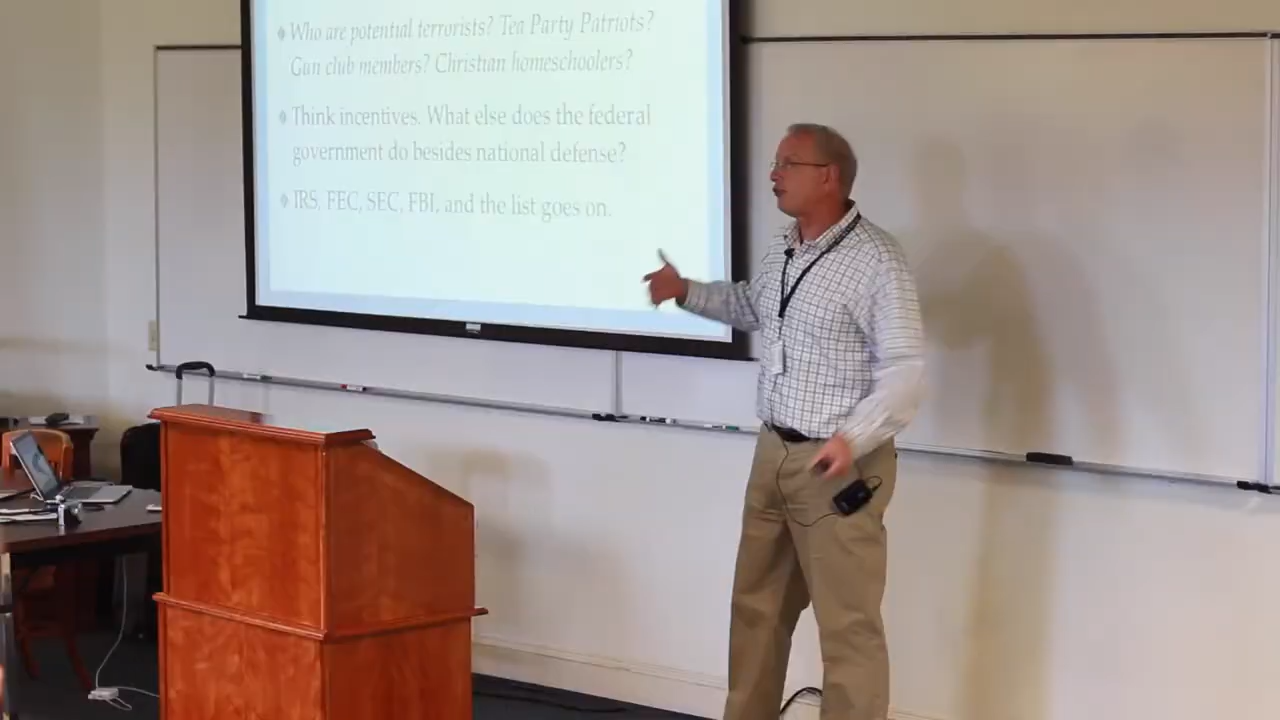 Who are potential terrorists? Tea Party Patriots?
Gun club members? Christian homeschoolers?
Think incentives. What else does the federal
government do besides national defense?
IRS, FEC, SEC, FBI, and the list goes on.